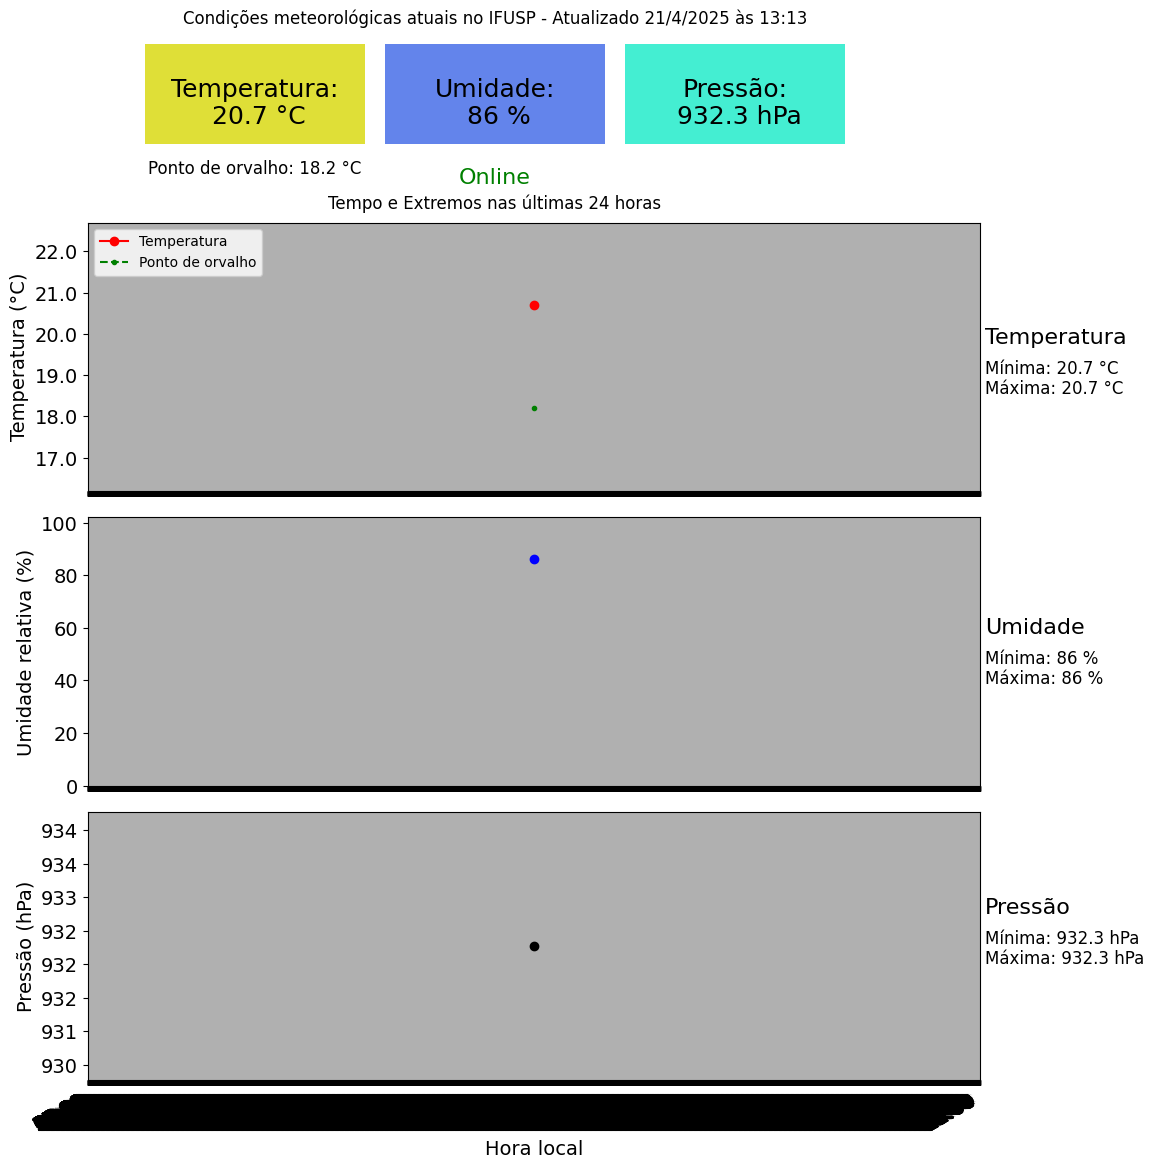 Condições meteorológicas atuais no IFUSP - Atualizado 21/4/2025 às 13:13
Temperatura:
20.7 °C
Umidade:
86 %
Pressão:
932.3 hPa
Ponto de orvalho: 18.2 °C
Online
Tempo e Extremos nas últimas 24 horas
Temperatura
Ponto de orvalho
Temperatura (°C)
22.0
21.0
20.0
19.0
18.0
17.0
Temperatura
Mínima: 20.7 °C
Máxima: 20.7 °C
Umidade relativa (%)
100
80
60
40
20
0
Umidade
Mínima: 86 %
Máxima: 86 %
Pressão (hPa)
934
934
933
932
932
932
931
930
Pressão
Mínima: 932.3 hPa
Máxima: 932.3 hPa
Hora local